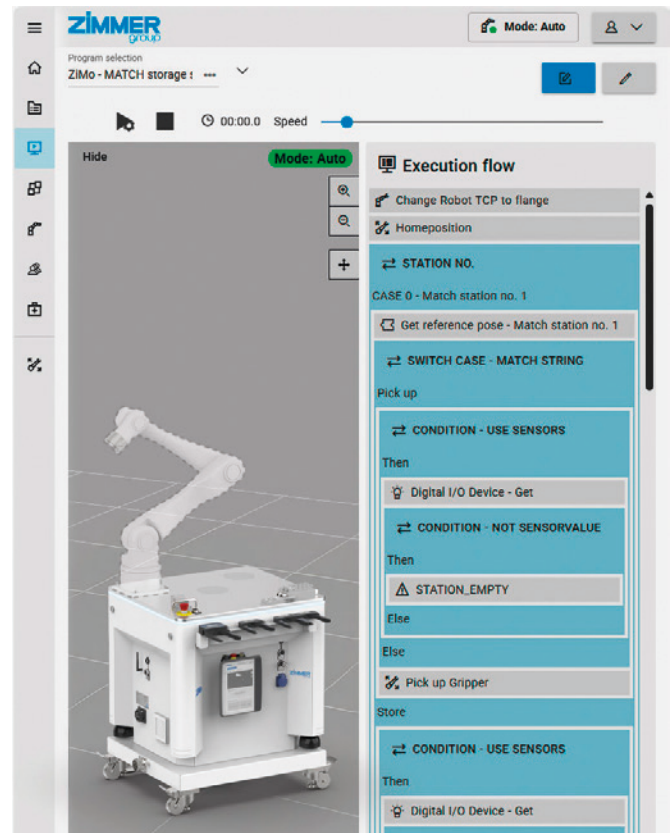 ZIMMER
group
Mode: Auto
Program selection
ZiMo - MATCH storage s ...
00:00.0 Speed
Hide
Mode: Auto
Execution flow
Change Robot TCP to flange
Homeposition
STATION NO.
CASE 0 - Match station no. 1
Get reference pose - Match station no. 1
SWITCH CASE - MATCH STRING
Pick up
CONDITION - USE SENSORS
Then
Digital I/O Device - Get
CONDITION - NOT SENSORVALUE
Then
STATION_EMPTY
Else
Else
Pick up Gripper
Store
CONDITION - USE SENSORS
Then
Digital I/O Device - Get